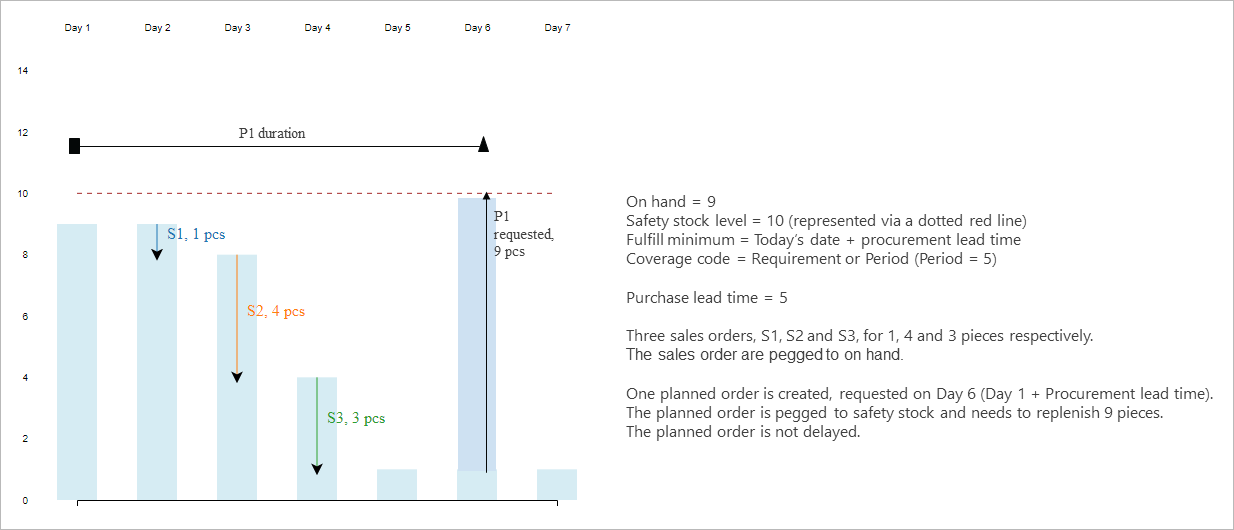 Day 1 Day 2 Day 3 Day 4 Day 5 Day 6 Day 7
14
12
P1 duration
10
P1
requested,
9 pcs
S1, 1 pcs
8
S2, 4 pcs
6
4
S3, 3 pcs
2
0
On hand = 9
Safety stock level = 10 (represented via a dotted red line)
Fulfill minimum = Today's date + procurement lead time
Coverage code = Requirement or Period (Period = 5)
Purchase lead time = 5
Three sales orders, S1, S2 and S3, for 1, 4 and 3 pieces respectively.
The sales order are pegged to on hand.
One planned order is created, requested on Day 6 (Day 1 + Procurement lead time).
The planned order is pegged to safety stock and needs to replenish 9 pieces.
The planned order is not delayed.